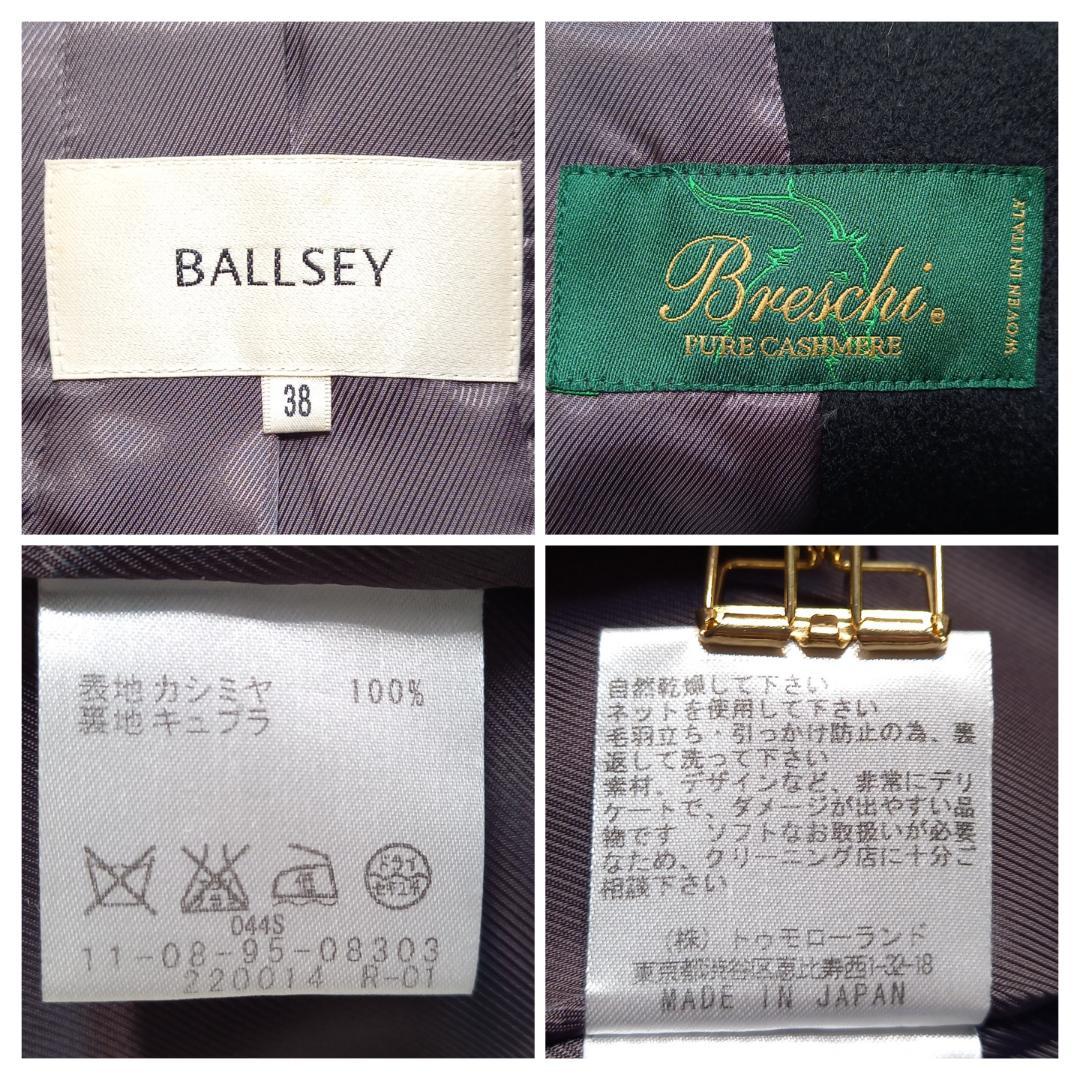 BALLSEY
38
Breschi®
PURE CASHMERE
WOVEN IN ITALY
表地 カシミヤ 100%
裏地 キュプラ
低
ドライ
セキユ系
044S
11-08-95-08303
220014 R-01
自然乾燥して下さい
ネットを使用して下さい
毛羽立ち・引っかけ防止の為、裏
返して洗って下さい
素材、デザインなど、非常にデリ
ケートで、ダメージが出やすい品
物です ソフトなお取扱いが必要
なため、クリーニング店に十分ご
相談下さい
(株) トゥモローランド
東京都渋谷区恵比寿西1-32-18
MADE IN JAPAN